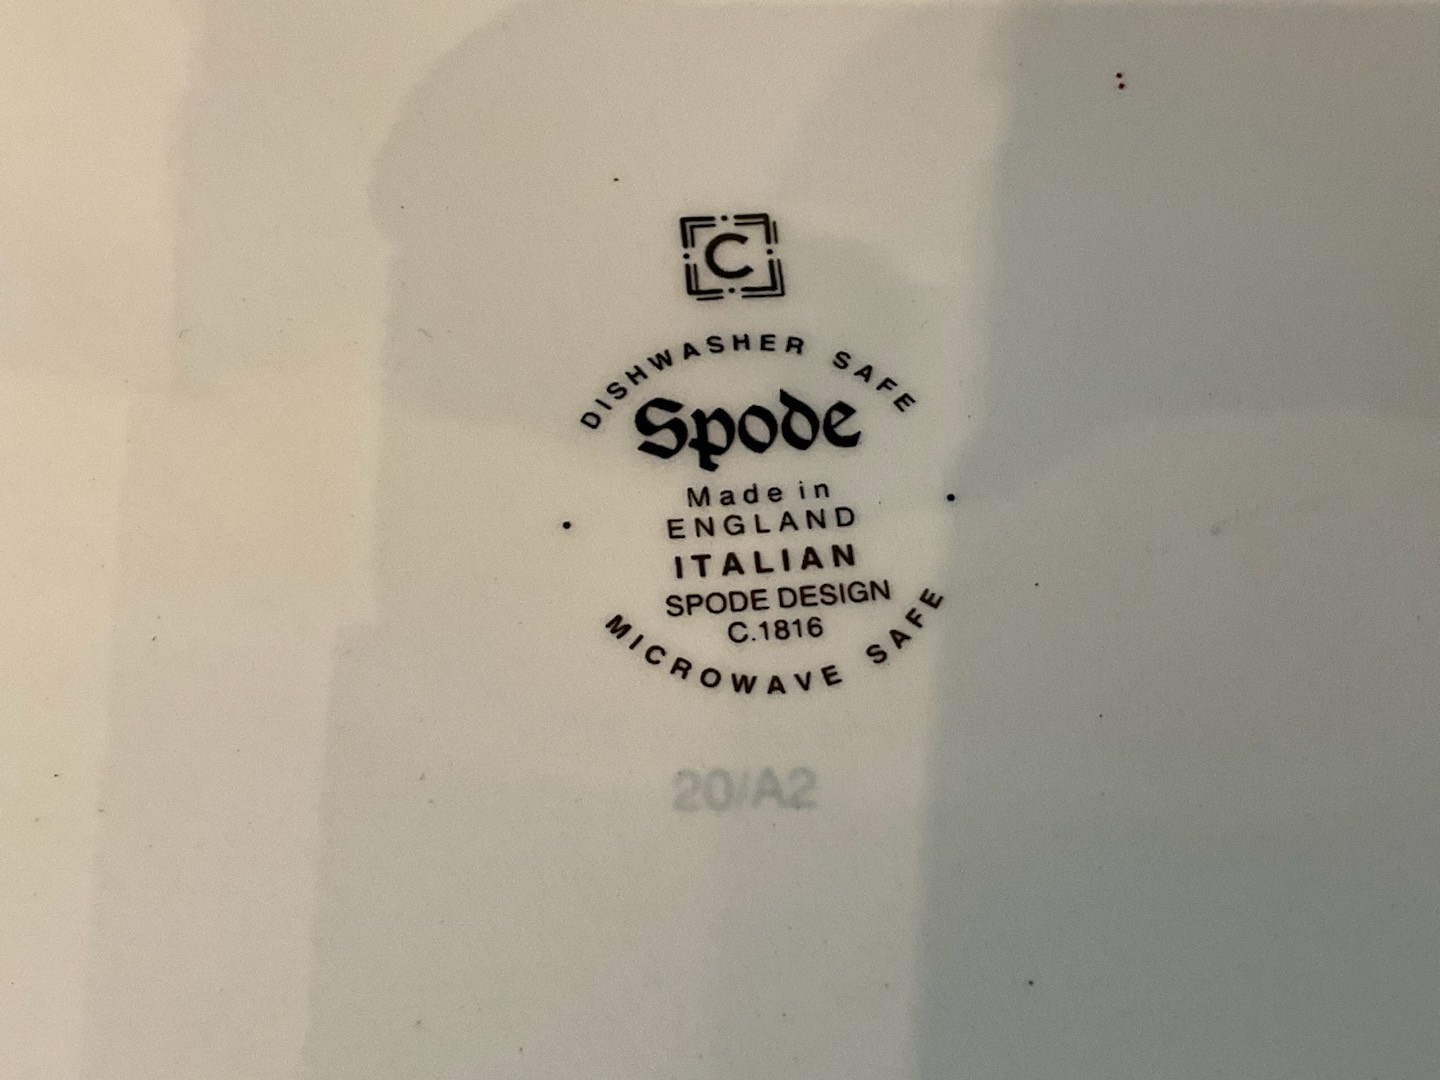 C
DISHWASHER SAFE
Spode
Made in
ENGLAND
ITALIAN
SPODE DESIGN
C.1816
MICROWAVE SAFE
20/A2